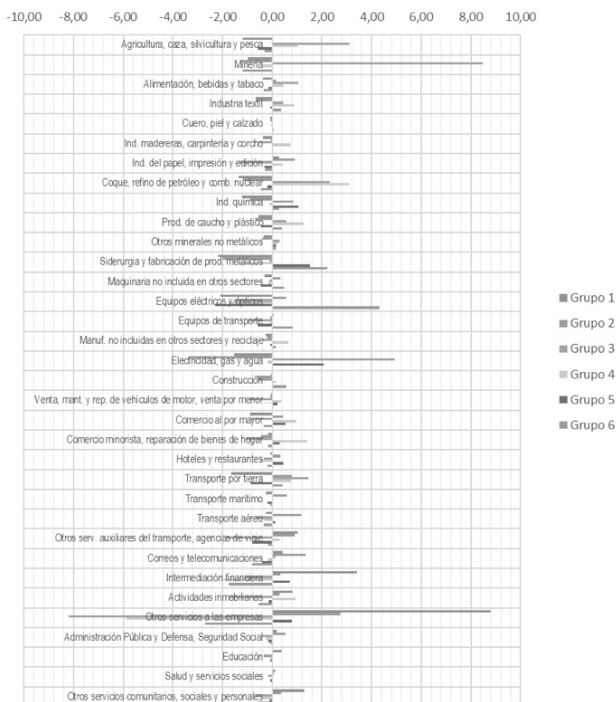 -10,00 -8,00 -6,00 -4,00 -2,00 0,00 2,00 4,00 6,00 8,00 10,00
Agricultura, caza, silvicultura y pesca
Minería
Alimentación, bebidas y tabaco
Industria textil
Cuero, piel y calzado
Ind. madereras, carpintería y corcho
Ind. del papel, impresión y edición
Coque, refino de petróleo y comb. nuclear
Ind. química
Prod. de caucho y plástico
Otros minerales no metálicos
Siderurgia y fabricación de prod. metálicos
Maquinaria no incluida en otros sectores
Equipos eléctricos y ópticos
Equipos de transporte
Manuf. no incluidas en otros sectores y reciclaje
Electricidad, gas y agua
Construcción
Venta, mant. y rep. de vehículos de motor, venta por menor
Comercio al por mayor
Comercio minorista, reparación de bienes de hogar
Hoteles y restaurantes
Transporte por tierra
Transporte marítimo
Transporte aéreo
Otros serv. auxiliares del transporte, agencias de viaje
Correos y telecomunicaciones
Intermediación financiera
Actividades inmobiliarias
Otros servicios a las empresas
Administración Pública y Defensa, Seguridad Social
Educación
Salud y servicios sociales
Otros servicios comunitarios, sociales y personales
Grupo 1
Grupo 2
Grupo 3
Grupo 4
Grupo 5
Grupo 6